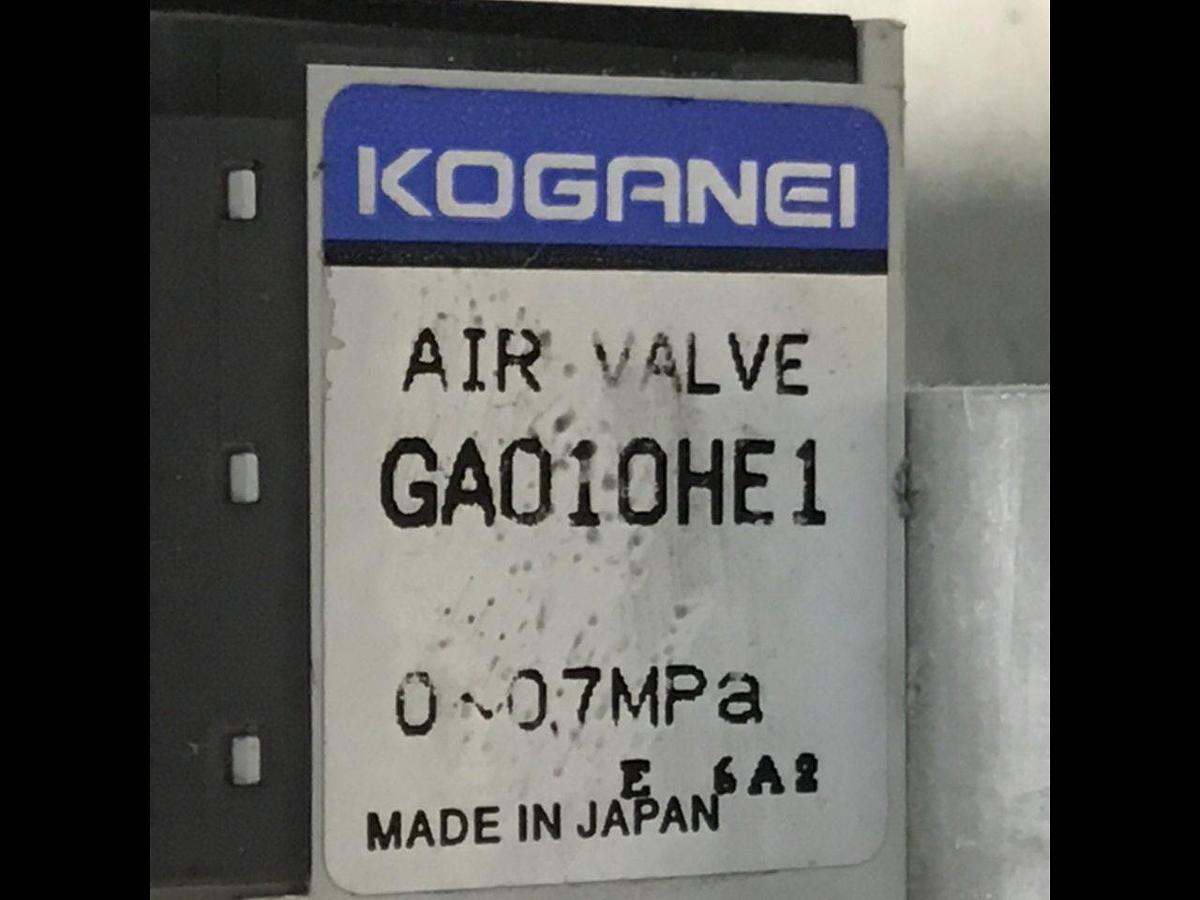 KOGANEI
AIR VALVE
GA010HE1
0~0.7MPa
E 6A2
MADE IN JAPAN